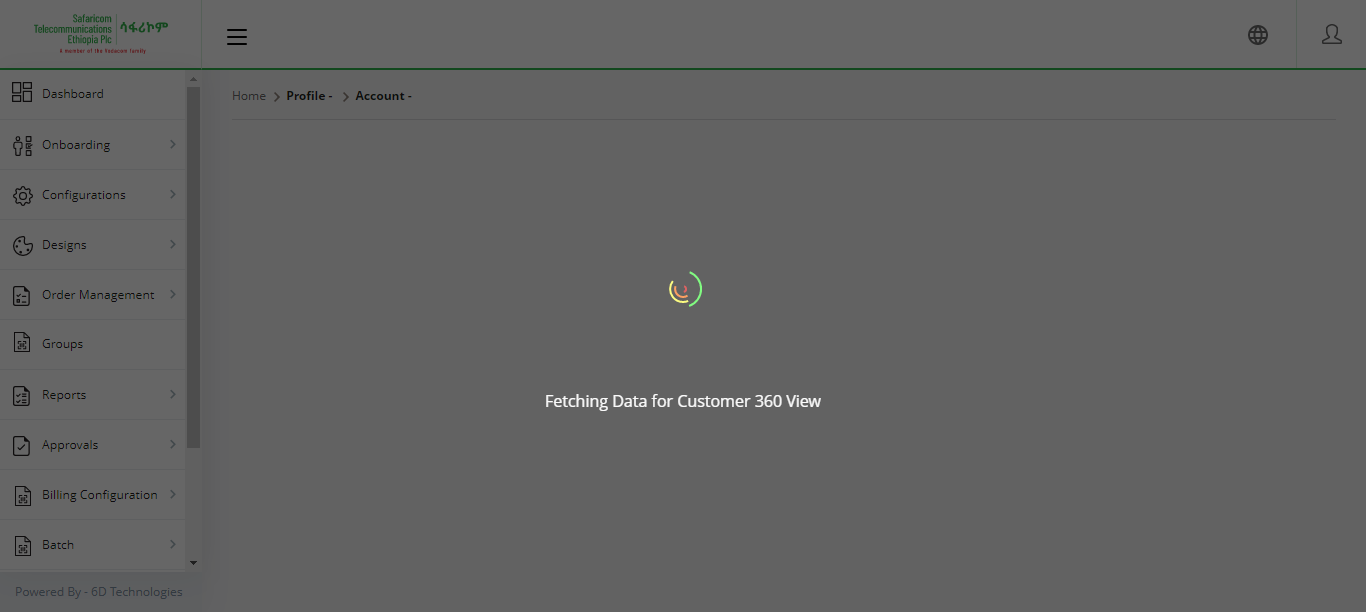 Safaricom
Telecommunications
Ethiopia Plc
ሳፋሪኮም
A member of the Vodacom family
Dashboard
Onboarding
Configurations
Designs
Order Management
Groups
Reports
Approvals
Billing Configuration
Batch
Powered By - 6D Technologies
Home > Profile - > Account -
Fetching Data for Customer 360 View